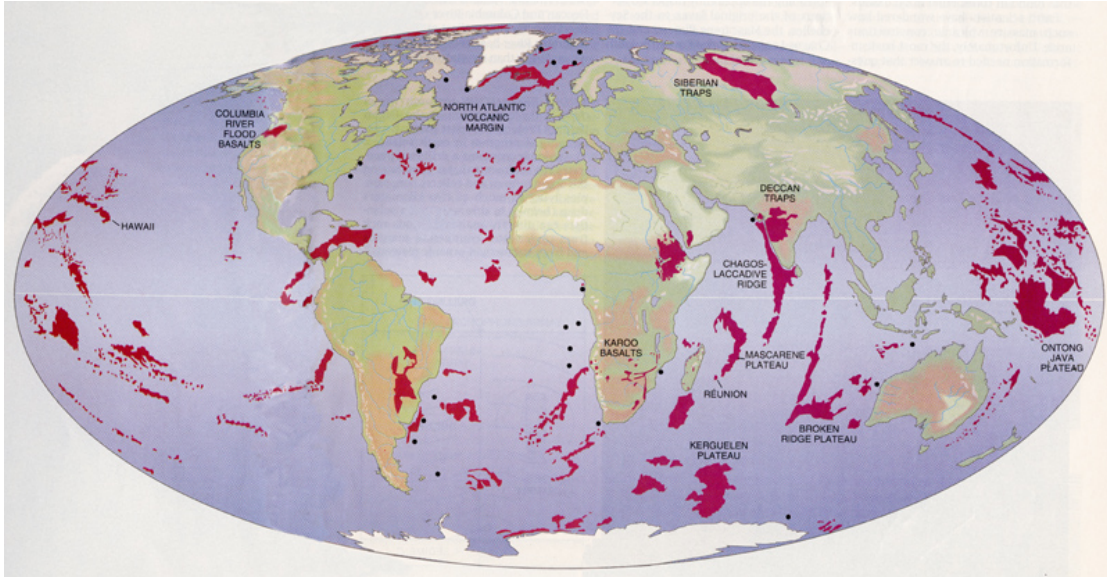 SIBERIAN
TRAPS
COLUMBIA
RIVER
FLOOD
BASALTS
NORTH ATLANTIC
VOLCANIC
MARGIN
DECCAN
TRAPS
HAWAII
CHAGOS-
LACCADIVE
RIDGE
KAROO
BASALTS
MASCARENE
PLATEAU
ONTONG
JAVA
PLATEAU
RÉUNION
BROKEN
RIDGE PLATEAU
KERGUELEN
PLATEAU